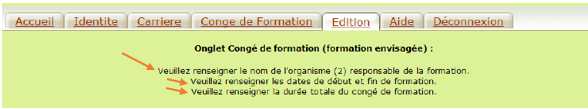 Accueil Identite Carriere Conge de Formation Edition Aide Déconnexion
Onglet Congé de formation (formation envisagée) :
Veuillez renseigner le nom de l'organisme (2) responsable de la formation.
Veuillez renseigner les dates de début et fin de formation.
Veuillez renseigner la durée totale du congé de formation.